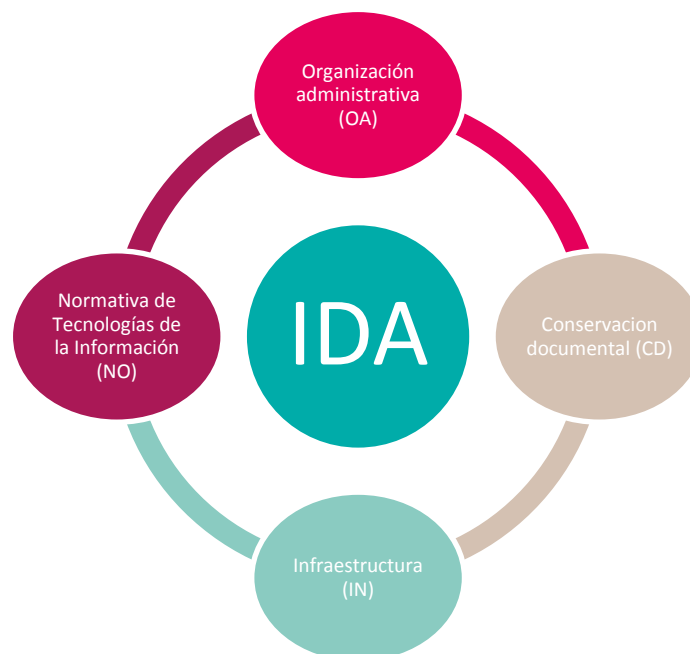 Organización
administrativa
(OA)
Normativa de
Tecnologías de
la Información
(NO)
IDA
Conservacion
documental (CD)
Infraestructura
(IN)